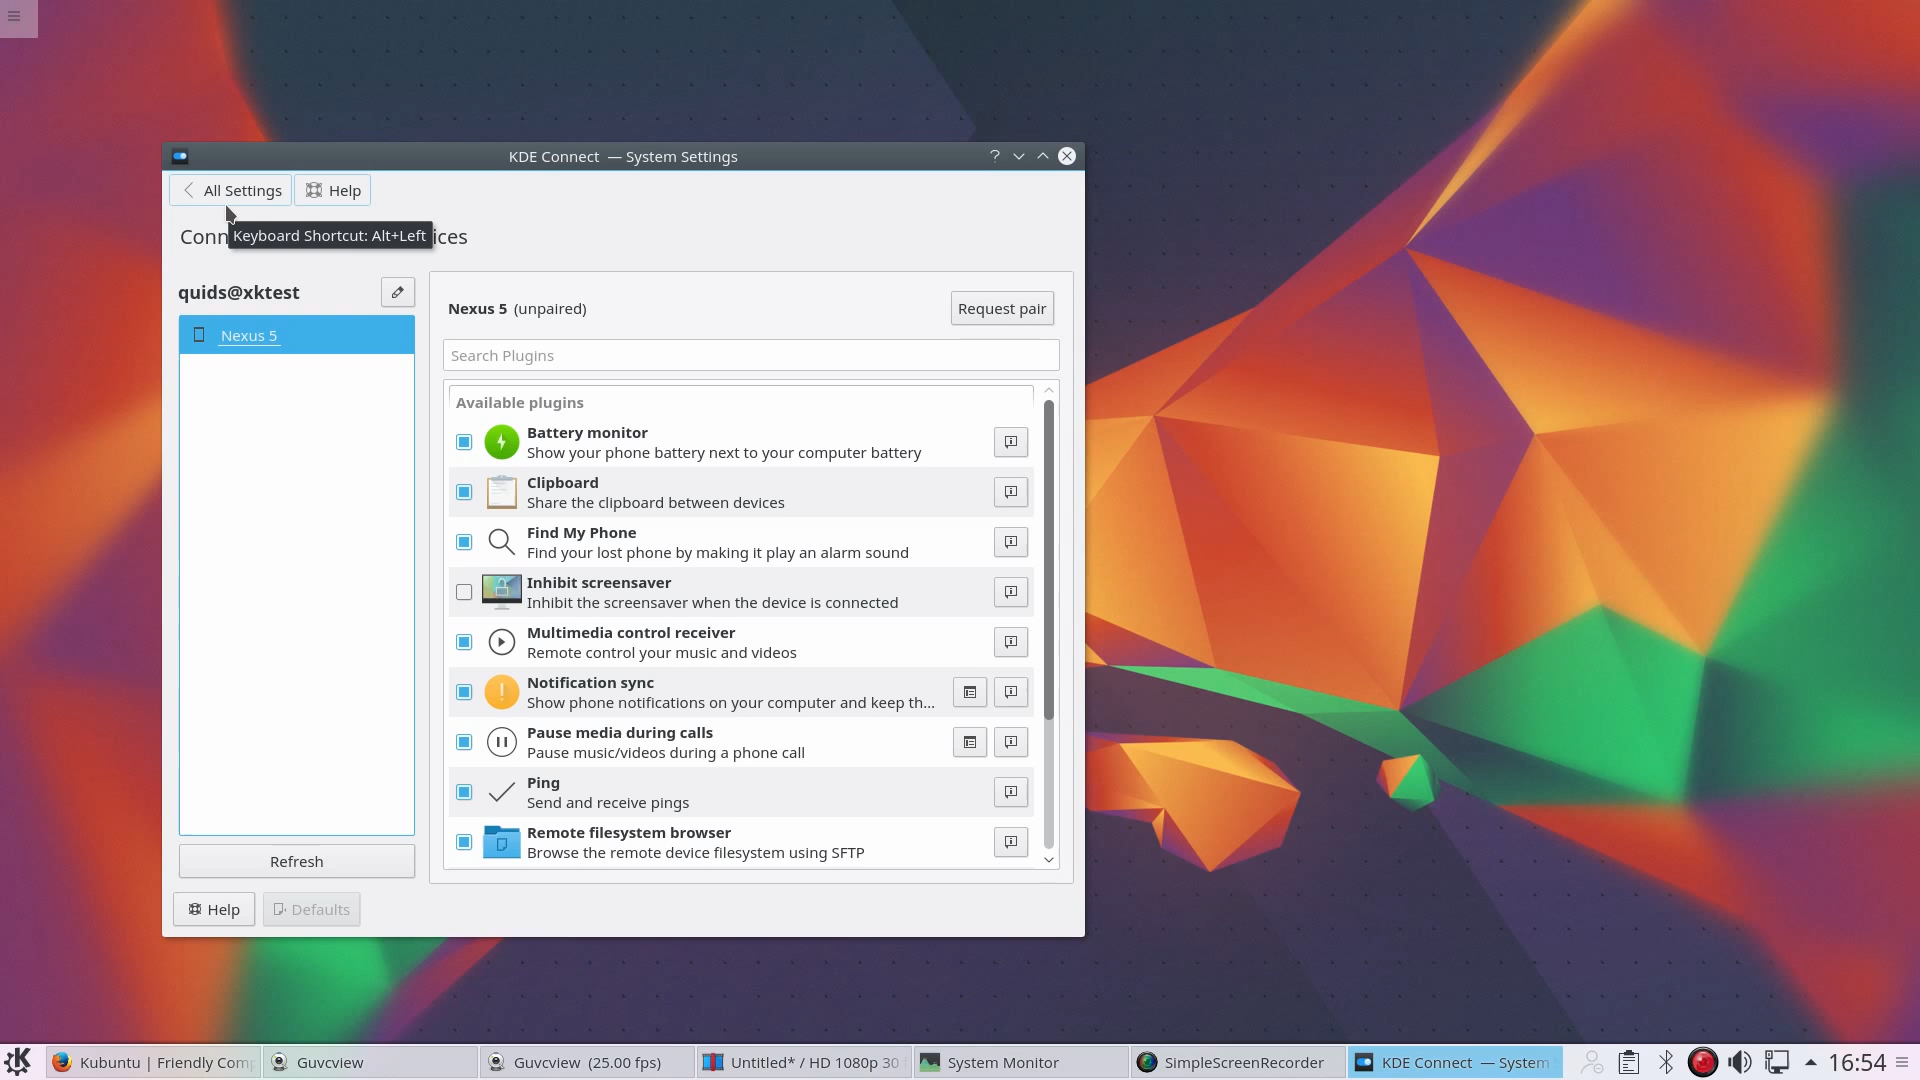 KDE Connect — System Settings
All Settings
Help
Keyboard Shortcut: Alt+Left
Conn ices
quids@xktest
Nexus 5
Refresh
Nexus 5 (unpaired)
Request pair
Search Plugins
Available plugins
Battery monitor
Show your phone battery next to your computer battery
Clipboard
Share the clipboard between devices
Find My Phone
Find your lost phone by making it play an alarm sound
Inhibit screensaver
Inhibit the screensaver when the device is connected
Multimedia control receiver
Remote control your music and videos
Notification sync
Show phone notifications on your computer and keep th...
Pause media during calls
Pause music/videos during a phone call
Ping
Send and receive pings
Remote filesystem browser
Browse the remote device filesystem using SFTP
Help
Defaults
Kubuntu | Friendly Com
Guvcview
Guvcview (25.00 fps)
Untitled* / HD 1080p 30
System Monitor
SimpleScreenRecorder
KDE Connect — System
16:54